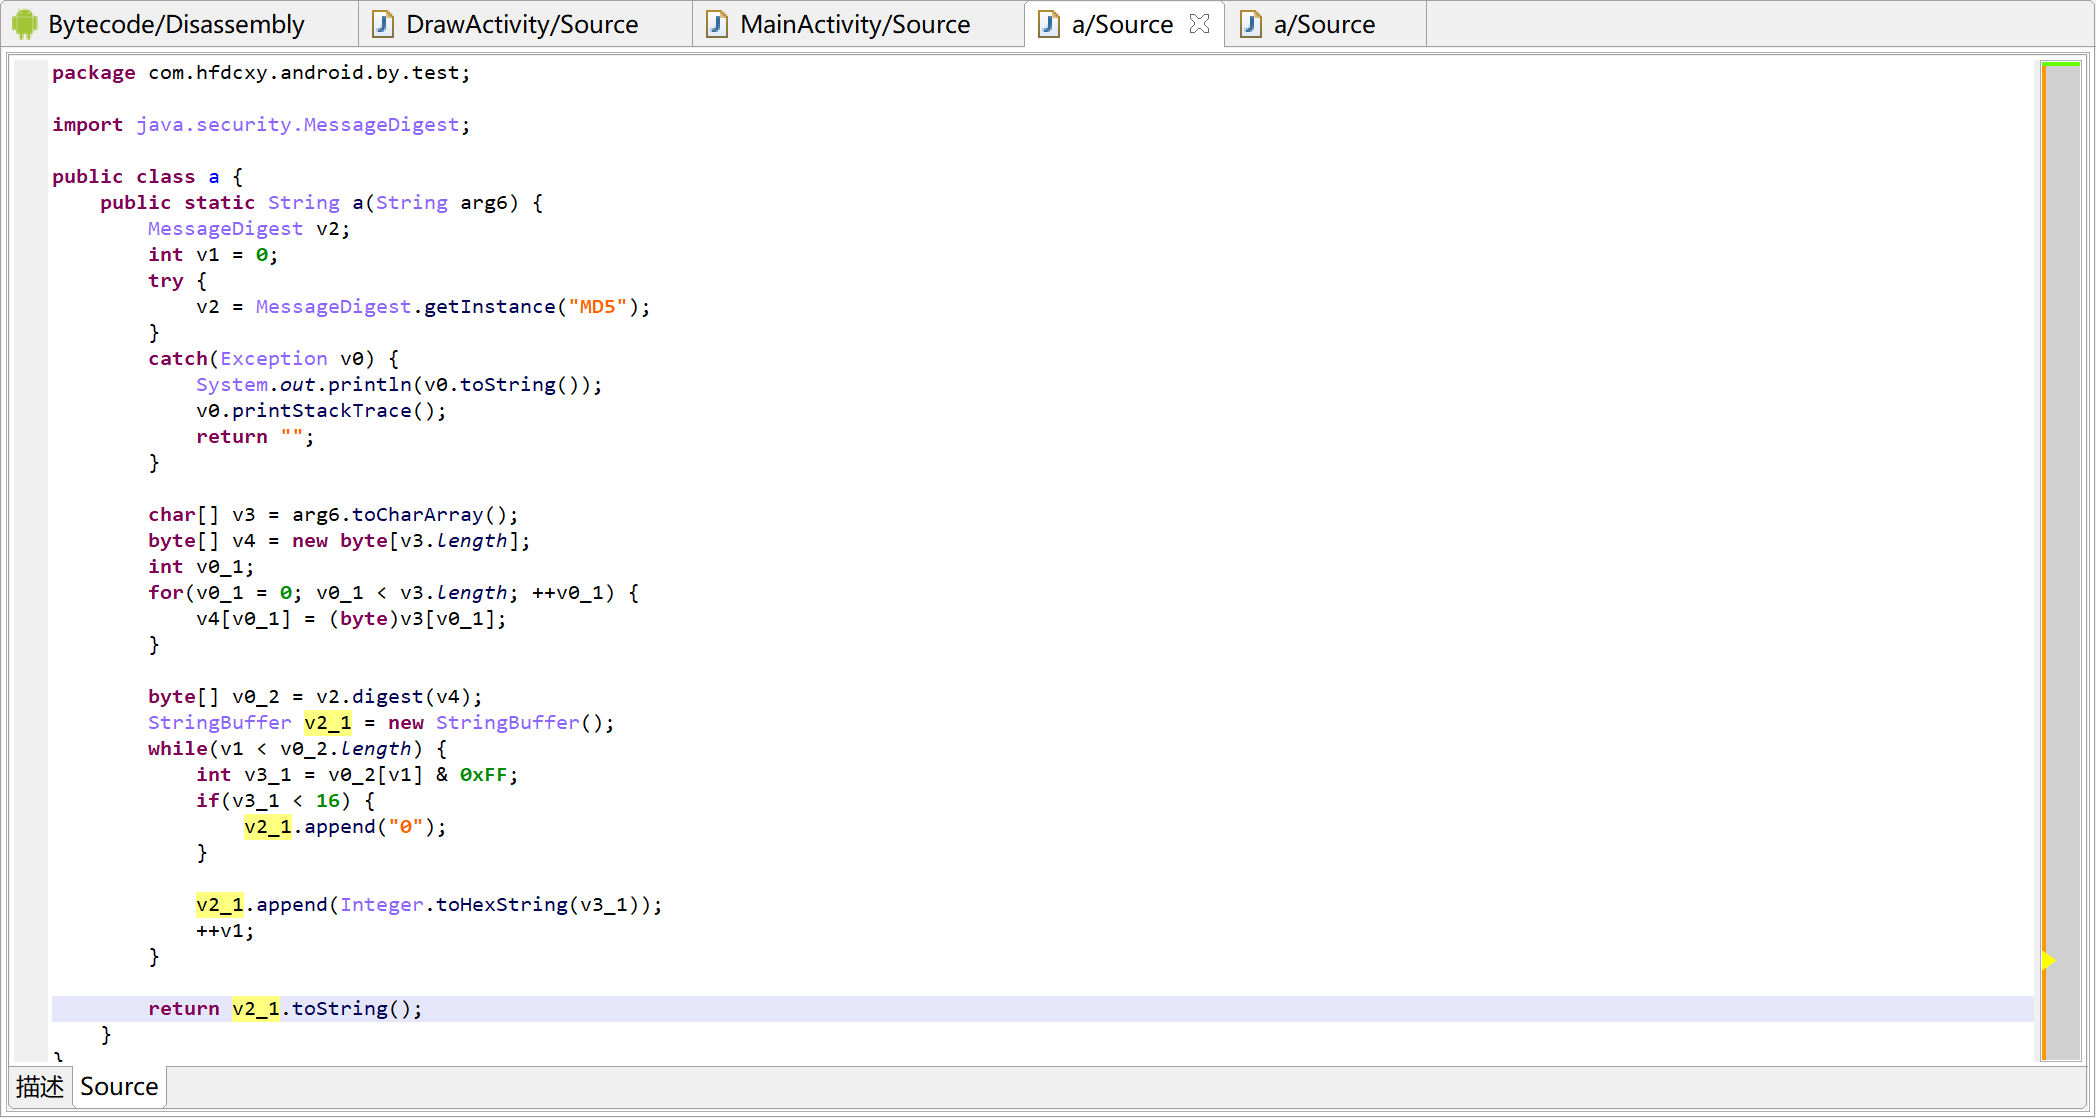 Bytecode/Disassembly DrawActivity/Source MainActivity/Source a/Source a/Source
package com.hfdcxy.android.by.test;
import java.security.MessageDigest;
public class a {
public static String a(String arg6) {
MessageDigest v2;
int v1 = 0;
try {
v2 = MessageDigest.getInstance("MD5");
}
catch(Exception v0) {
System.out.println(v0.toString());
v0.printStackTrace();
return "";
}
char[] v3 = arg6.toCharArray();
byte[] v4 = new byte[v3.length];
int v0_1;
for(v0_1 = 0; v0_1 < v3.length; ++v0_1) {
v4[v0_1] = (byte)v3[v0_1];
}
byte[] v0_2 = v2.digest(v4);
StringBuffer v2_1 = new StringBuffer();
while(v1 < v0_2.length) {
int v3_1 = v0_2[v1] & 0xFF;
if(v3_1 < 16) {
v2_1.append("0");
}
v2_1.append(Integer.toHexString(v3_1));
++v1;
}
return v2_1.toString();
}
}
描述 Source